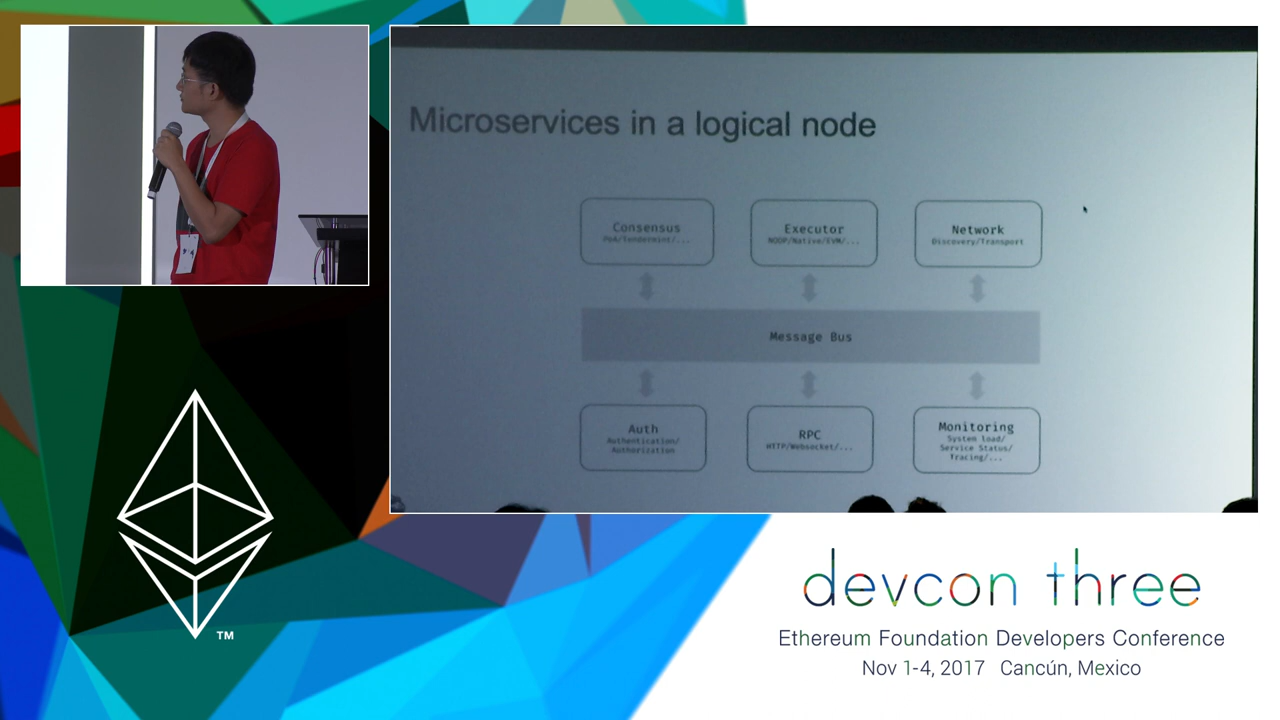 Microservices in a logical node
Consensus
PoA/Tendermint/...
Executor
NOOP/Native/EVM/...
Network
Discovery/Transport
Message Bus
Auth
Authentication/
Authorization
RPC
HTTP/Websocket/...
Monitoring
System load/
Service Status/
Tracing/...
TM
devcon three
Ethereum Foundation Developers Conference
Nov 1-4, 2017 Cancún, Mexico